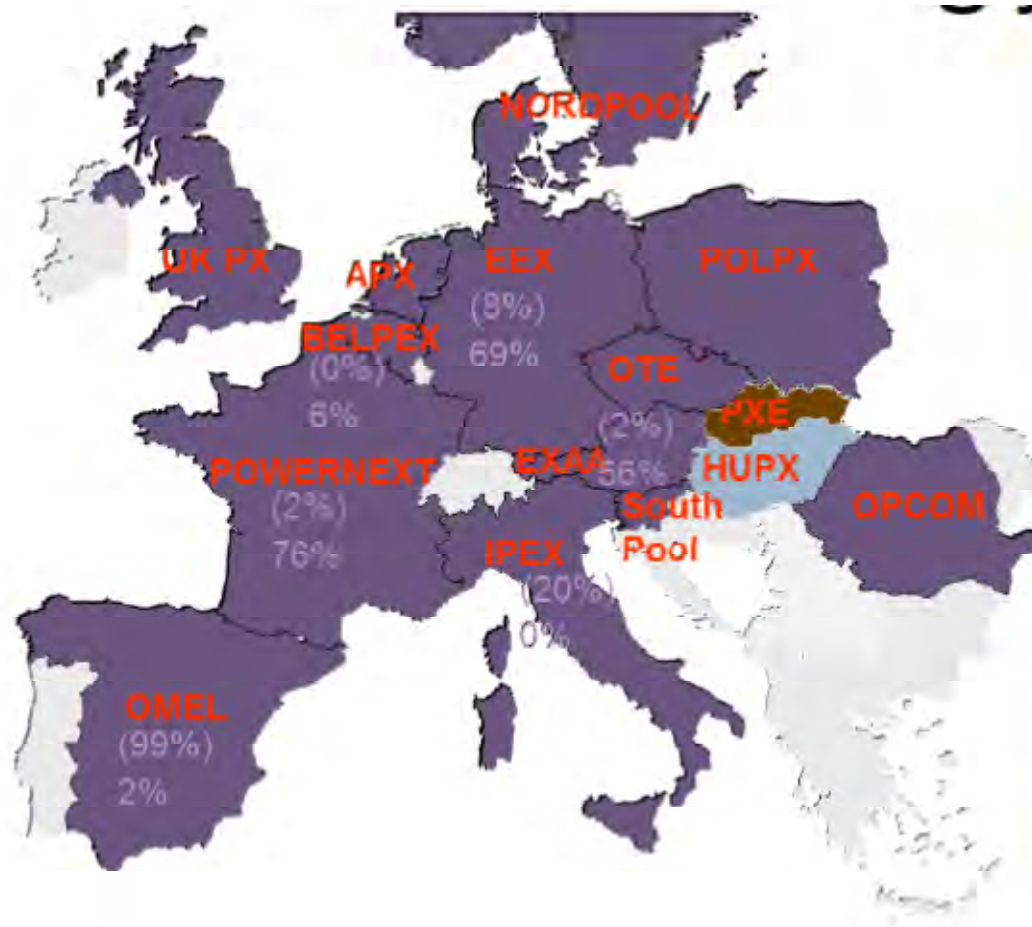 NORDPOOL
UK PX
APX
EEX
POLPX
(8%)
69%
BELPEX
(0%)
6%
OTE
PXE
(2%)
56%
POWERNEXT
(2%)
76%
EXAA
HUPX
South
Pool
OPCOM
IPEX
(20%)
0%
OMEL
(99%)
2%